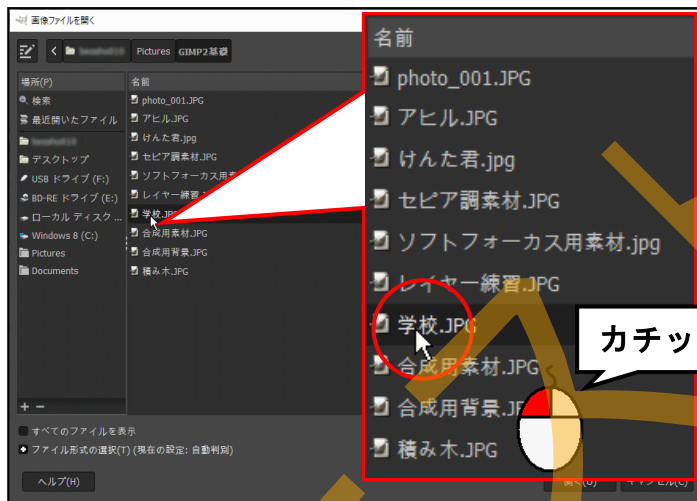 画像ファイルを開く
Pictures GIMP2基礎
場所(P)
検索
最近開いたファイル
デスクトップ
USB ドライブ (F:)
BD-RE ドライブ (E:)
ローカル ディスク ...
Windows 8 (C:)
Pictures
Documents
名前
photo_001.JPG
アヒル.JPG
けんた君.jpg
セピア調素材.JPG
ソフトフォーカス用
レイヤー練習
学校.JP
合成用素材.JPG
合成用背景.JPG
積み木.JPG
名前
photo_001.JPG
アヒル.JPG
けんた君.jpg
セピア調素材.JPG
ソフトフォーカス用素材.jpg
レイヤー練習.JPG
学校.JPG
合成用素材.JPG
合成用背景.JP
積み木.JPG
カチッ
+ −
すべてのファイルを表示
ファイル形式の選択(T) (現在の設定: 自動判別)
ヘルプ(H)
開く(O)
キャンセル(C)